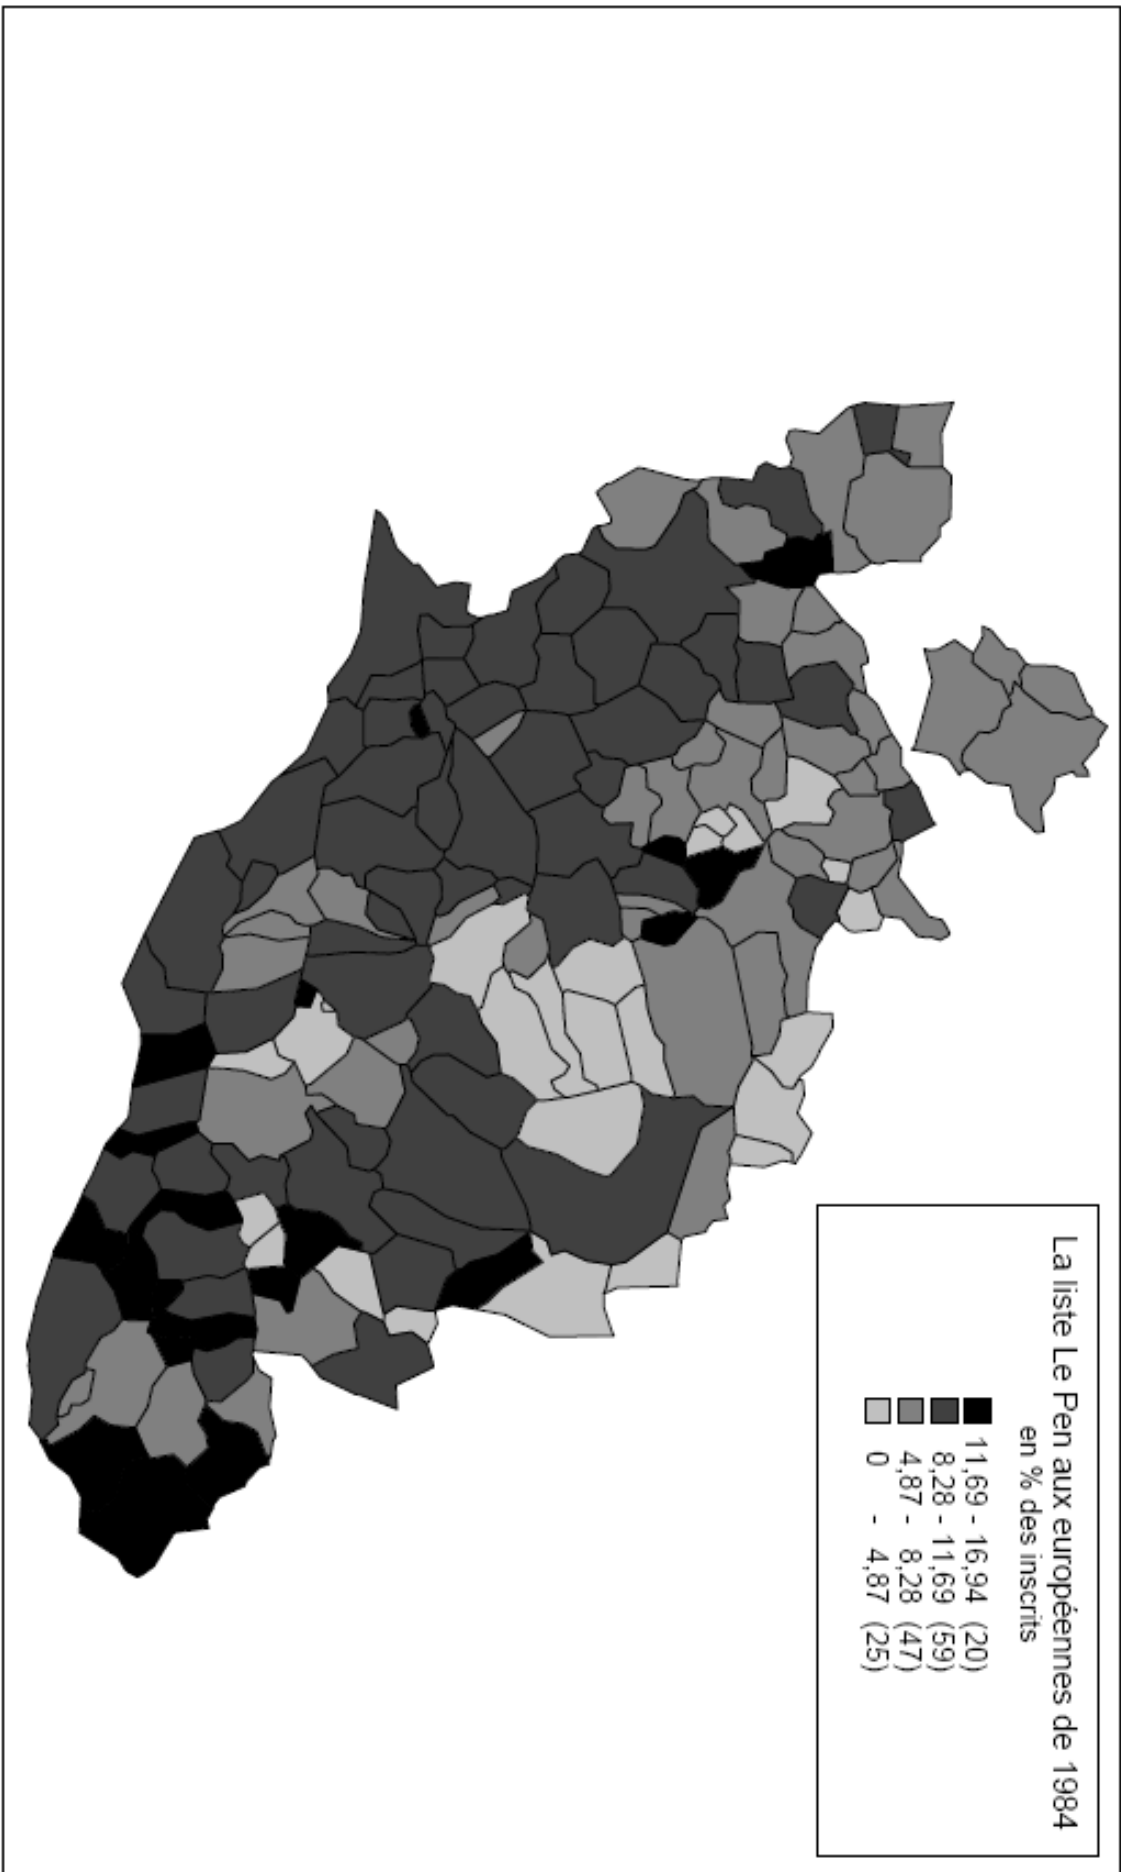 La liste Le Pen aux européennes de 1984
en % des inscrits
11,69 - 16,94 (20)
8,28 - 11,69 (59)
4,87 - 8,28 (47)
0 - 4,87 (25)